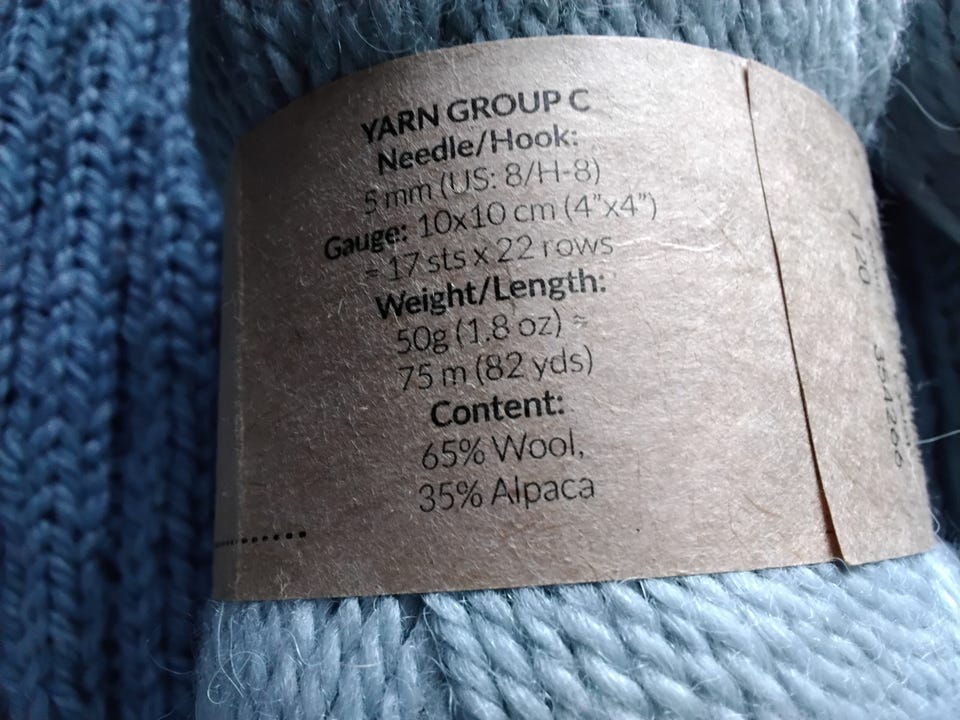 YARN GROUP C
Needle/Hook:
5 mm (US: 8/H-8)
Gauge: 10x10 cm (4"x4")
= 17 sts x 22 rows
Weight/Length:
50g (1.8 oz) =
75 m (82 yds)
Content:
65% Wool,
35% Alpaca